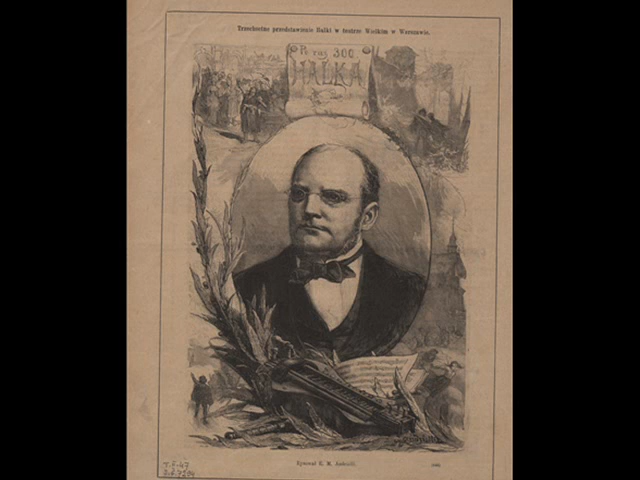 Trzechsetne przedstawienie Halki w teatrze Wielkim w Warszawie.
Po raz 300
HALKA
Rysował E. M. Andriolli.